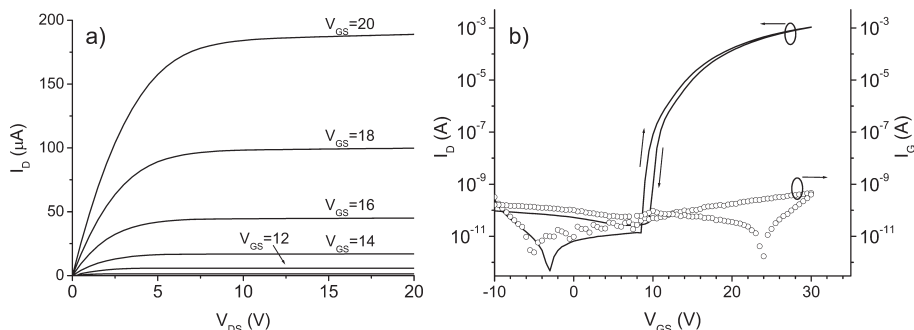 a)
I_D (μA)
200
150
100
50
0
V_GS=20
V_GS=18
V_GS=16
V_GS=12
V_GS=14
0 5 10 15 20
V_DS (V)
b)
I_D (A)
10^-3
10^-5
10^-7
10^-9
10^-11
I_G (A)
10^-3
10^-5
10^-7
10^-9
10^-11
-10 0 10 20 30
V_GS (V)